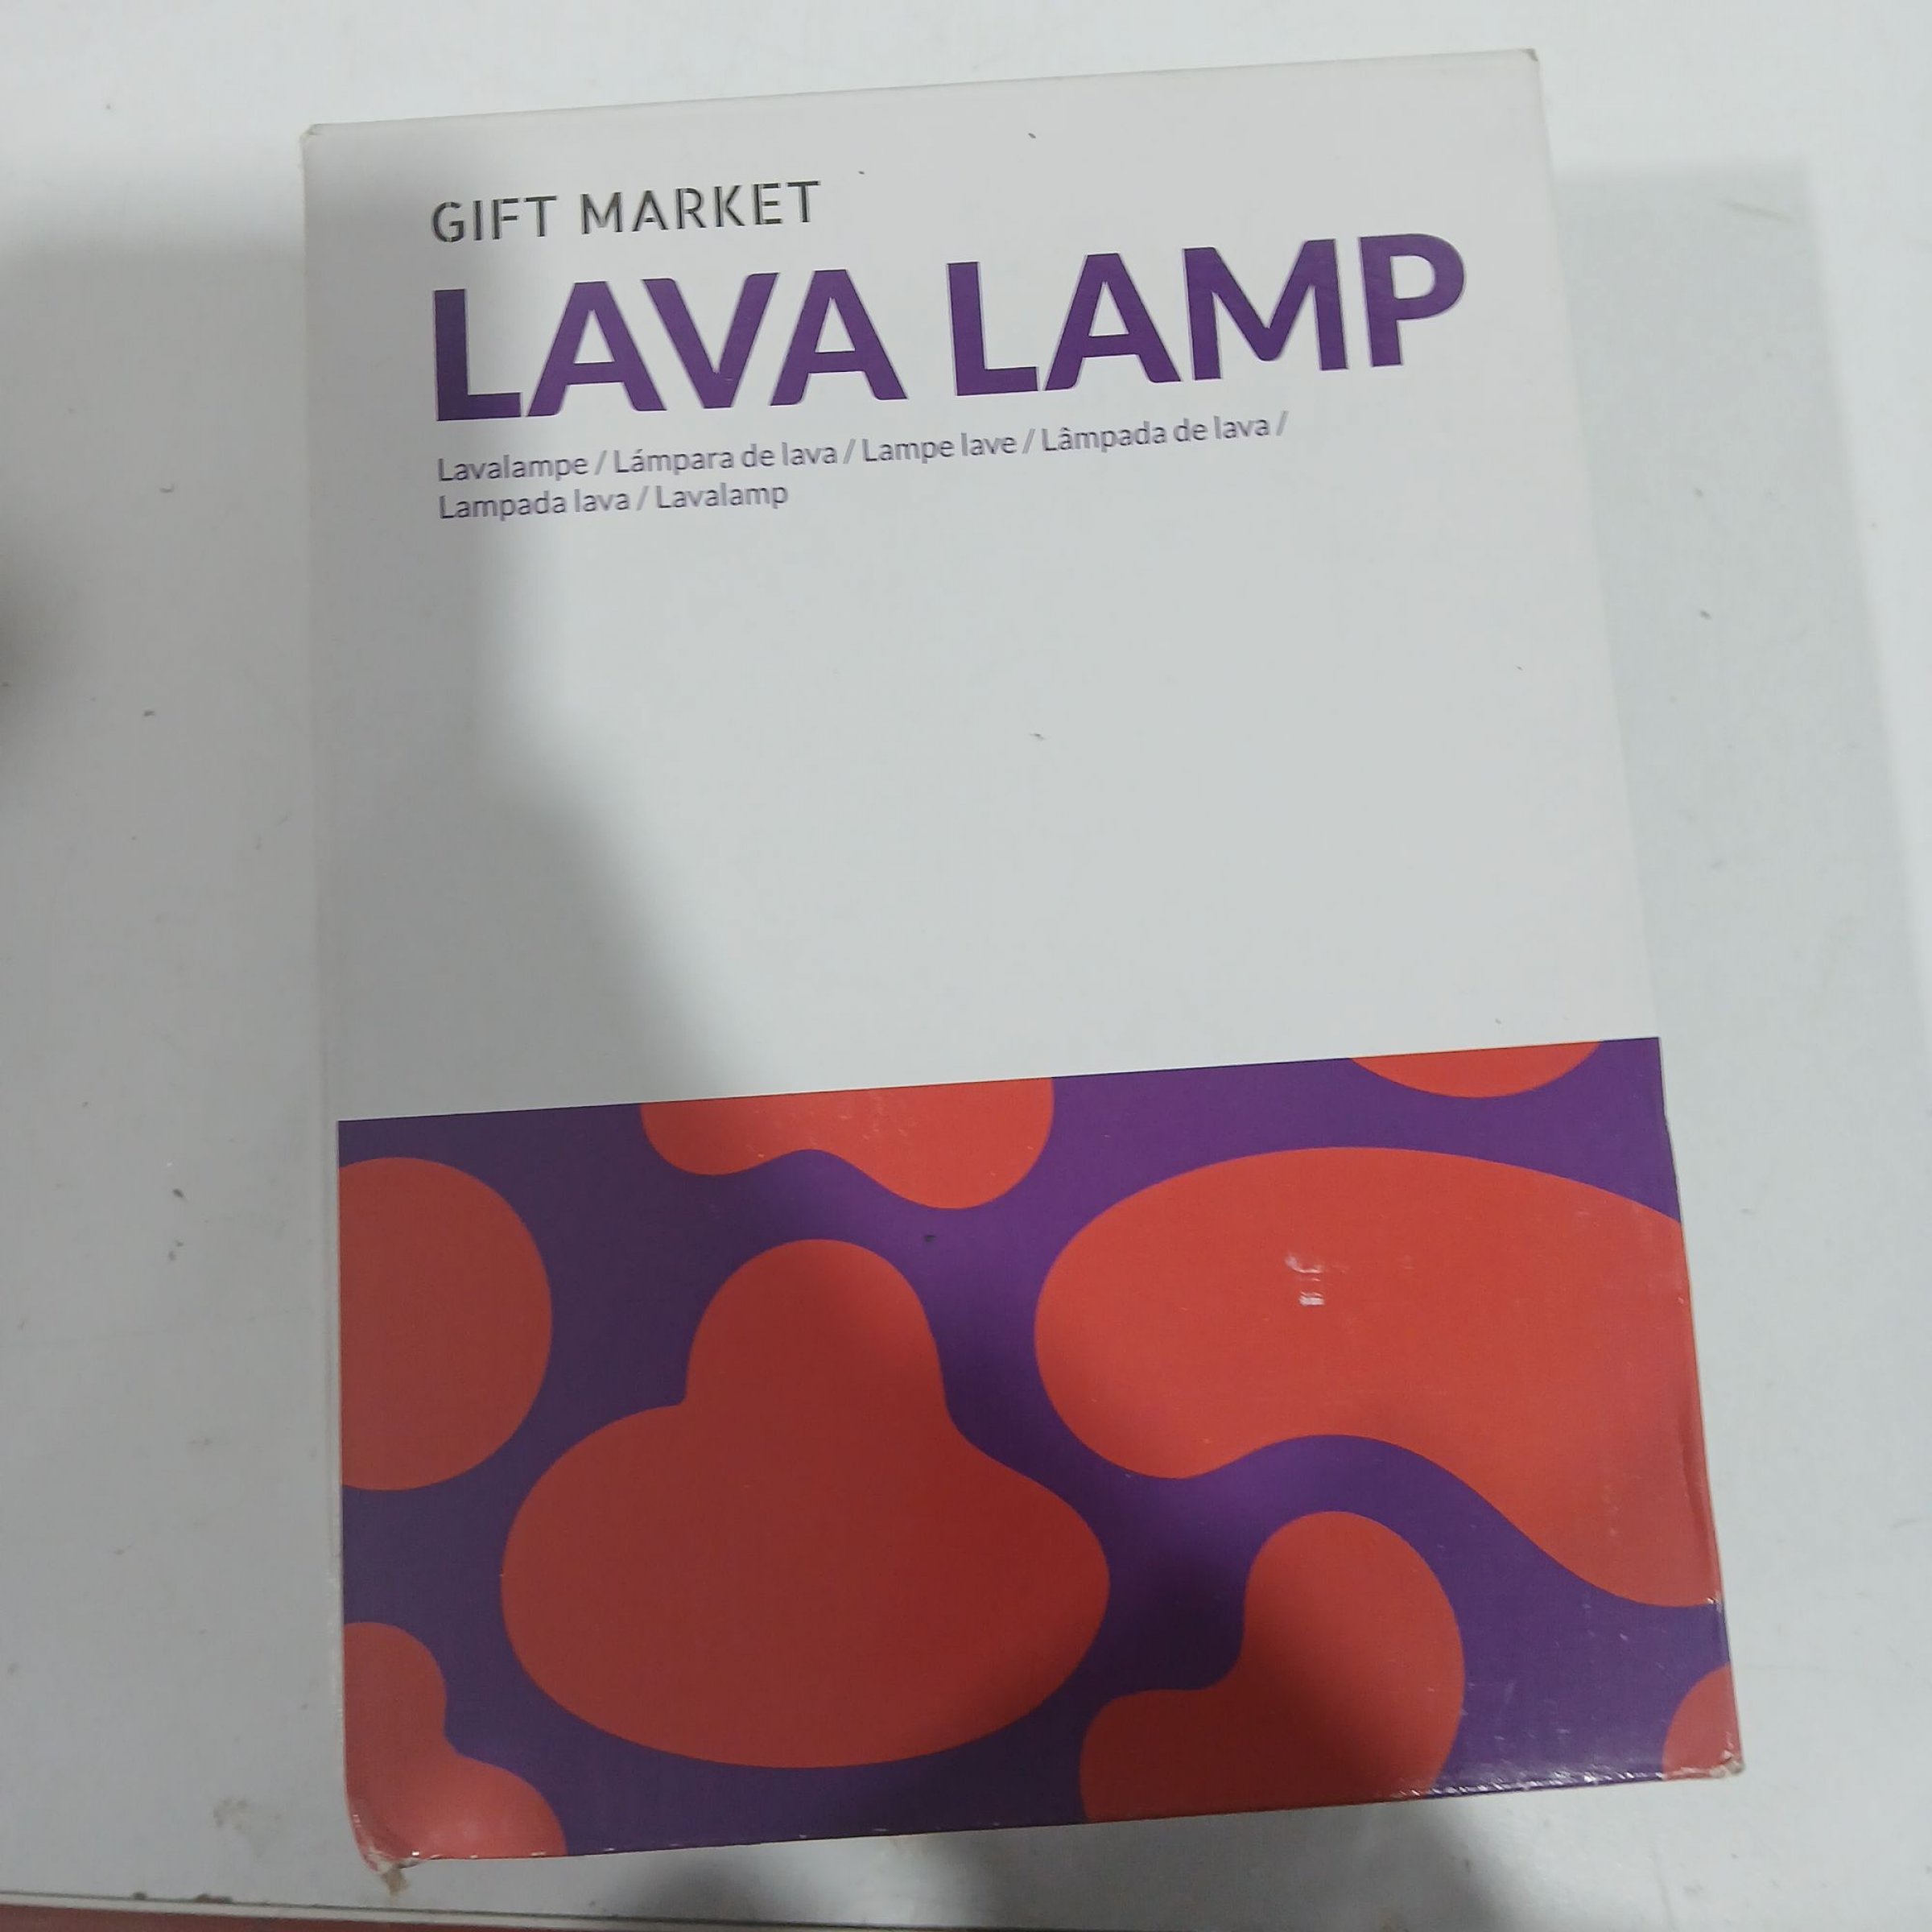 GIFT MARKET
LAVA LAMP
Lavalampe / Lámpara de lava / Lampe lave / Lâmpada de lava /
Lampada lava / Lavalamp